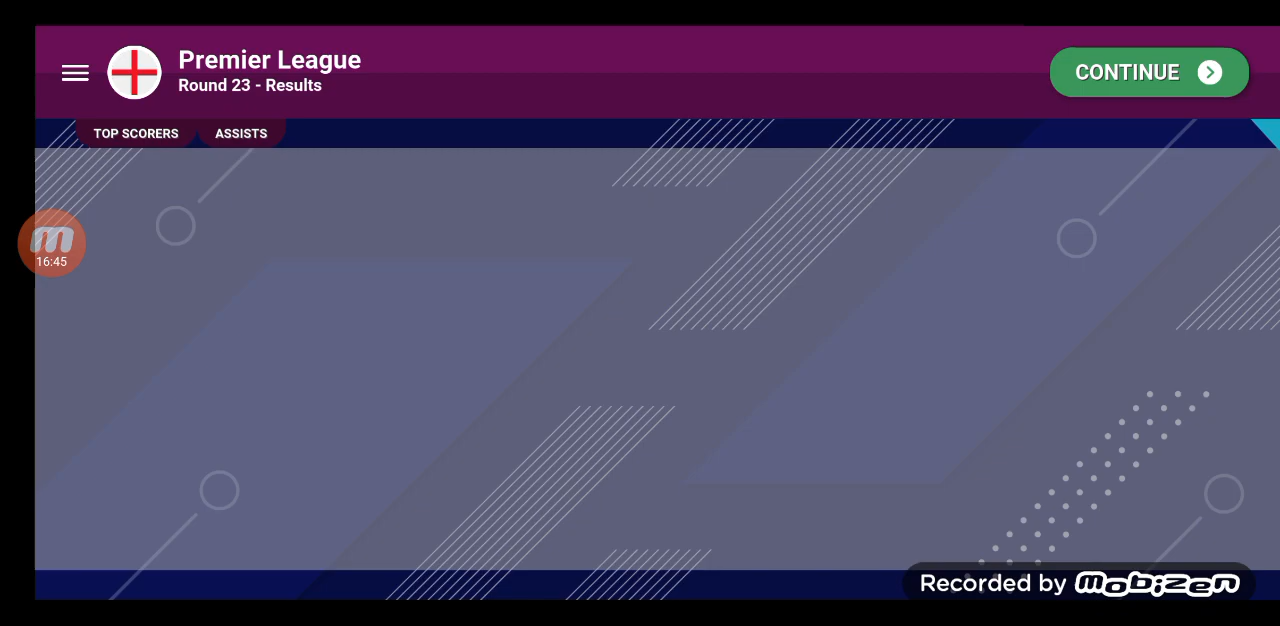 Premier League
Round 23 - Results
CONTINUE
TOP SCORERS
ASSISTS
m
16:45
Recorded by mobizen